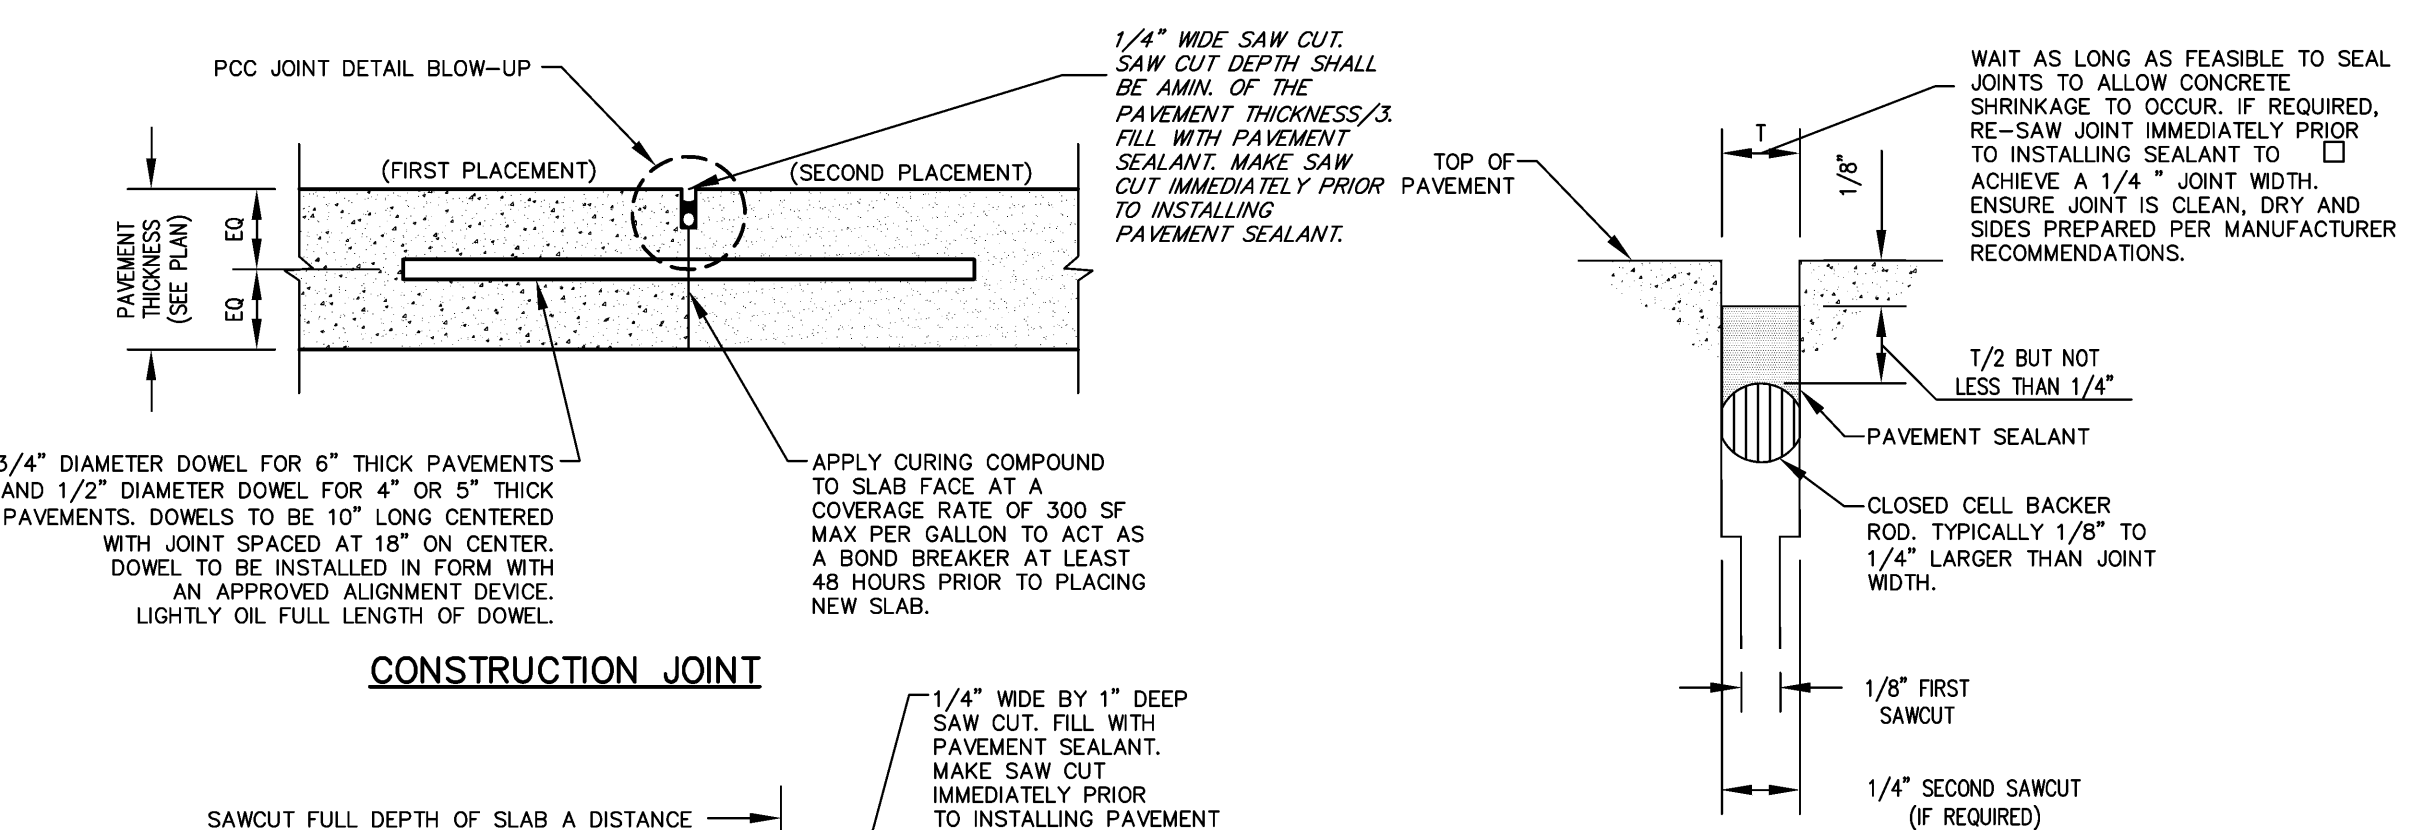 PCC JOINT DETAIL BLOW-UP
1/4" WIDE SAW CUT.
SAW CUT DEPTH SHALL
BE AMIN. OF THE
PAVEMENT THICKNESS/3.
FILL WITH PAVEMENT
SEALANT. MAKE SAW
CUT IMMEDIATELY PRIOR
TO INSTALLING
PAVEMENT SEALANT.
(FIRST PLACEMENT)
(SECOND PLACEMENT)
PAVEMENT
THICKNESS
(SEE PLAN)
EQ
EQ
3/4" DIAMETER DOWEL FOR 6" THICK PAVEMENTS
AND 1/2" DIAMETER DOWEL FOR 4" OR 5" THICK
PAVEMENTS. DOWELS TO BE 10" LONG CENTERED
WITH JOINT SPACED AT 18" ON CENTER.
DOWEL TO BE INSTALLED IN FORM WITH
AN APPROVED ALIGNMENT DEVICE.
LIGHTLY OIL FULL LENGTH OF DOWEL.
APPLY CURING COMPOUND
TO SLAB FACE AT A
COVERAGE RATE OF 300 SF
MAX PER GALLON TO ACT AS
A BOND BREAKER AT LEAST
48 HOURS PRIOR TO PLACING
NEW SLAB.
CONSTRUCTION JOINT
1/4" WIDE BY 1" DEEP
SAW CUT. FILL WITH
PAVEMENT SEALANT.
MAKE SAW CUT
IMMEDIATELY PRIOR
TO INSTALLING PAVEMENT
SAWCUT FULL DEPTH OF SLAB A DISTANCE
WAIT AS LONG AS FEASIBLE TO SEAL
JOINTS TO ALLOW CONCRETE
SHRINKAGE TO OCCUR. IF REQUIRED,
RE-SAW JOINT IMMEDIATELY PRIOR
TO INSTALLING SEALANT TO □
ACHIEVE A 1/4 " JOINT WIDTH.
ENSURE JOINT IS CLEAN, DRY AND
SIDES PREPARED PER MANUFACTURER
RECOMMENDATIONS.
T
1/8"
TOP OF
PAVEMENT
T/2 BUT NOT
LESS THAN 1/4"
PAVEMENT SEALANT
CLOSED CELL BACKER
ROD. TYPICALLY 1/8" TO
1/4" LARGER THAN JOINT
WIDTH.
1/8" FIRST
SAWCUT
1/4" SECOND SAWCUT
(IF REQUIRED)